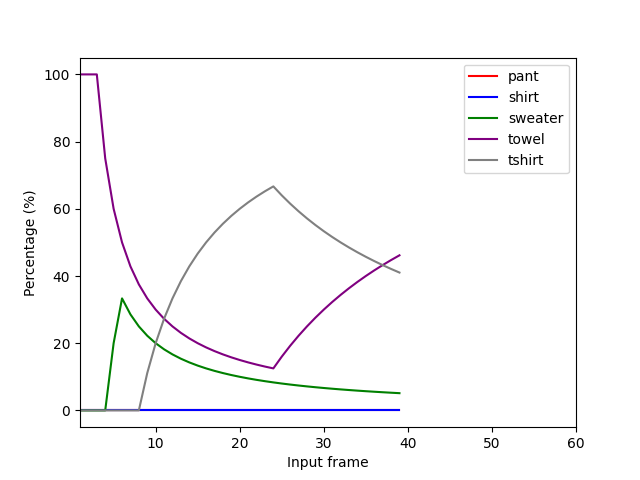 100
80
60
40
20
0
Percentage (%)
10 20 30 40 50 60
Input frame
pant
shirt
sweater
towel
tshirt